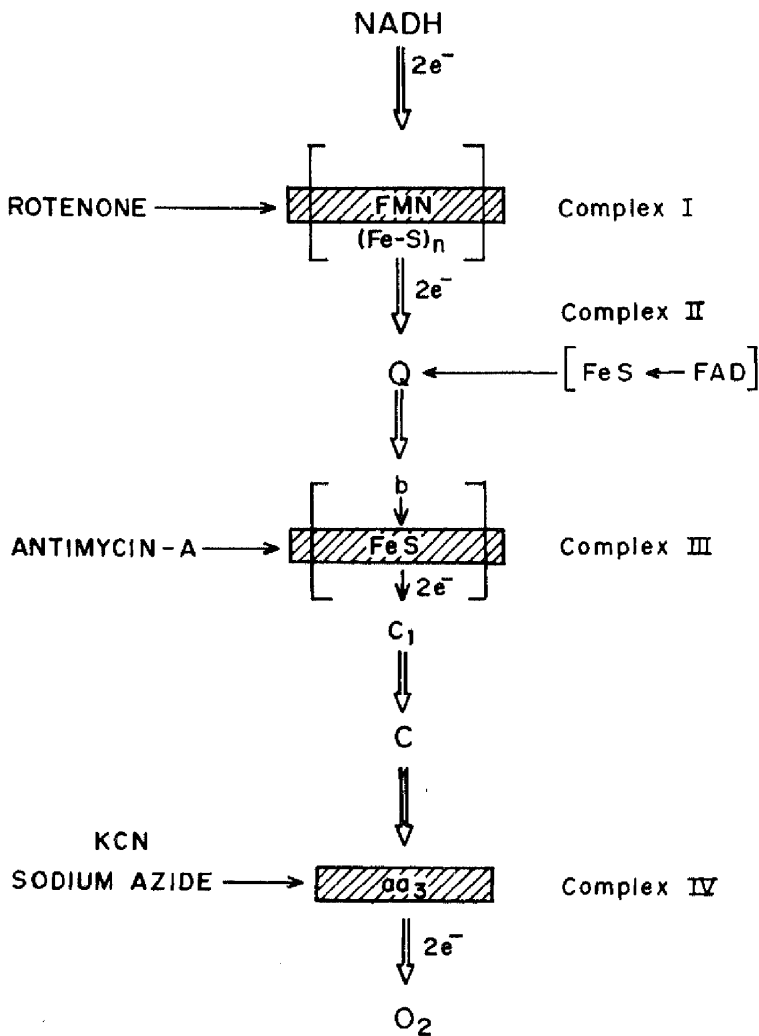 NADH
2e⁻
ROTENONE FMN Complex I
(Fe-S)n
2e⁻
Complex II
Q [FeS ← FAD]
b
ANTIMYCIN-A FeS Complex III
2e⁻
C₁
C
KCN
SODIUM AZIDE aa₃ Complex IV
2e⁻
O₂